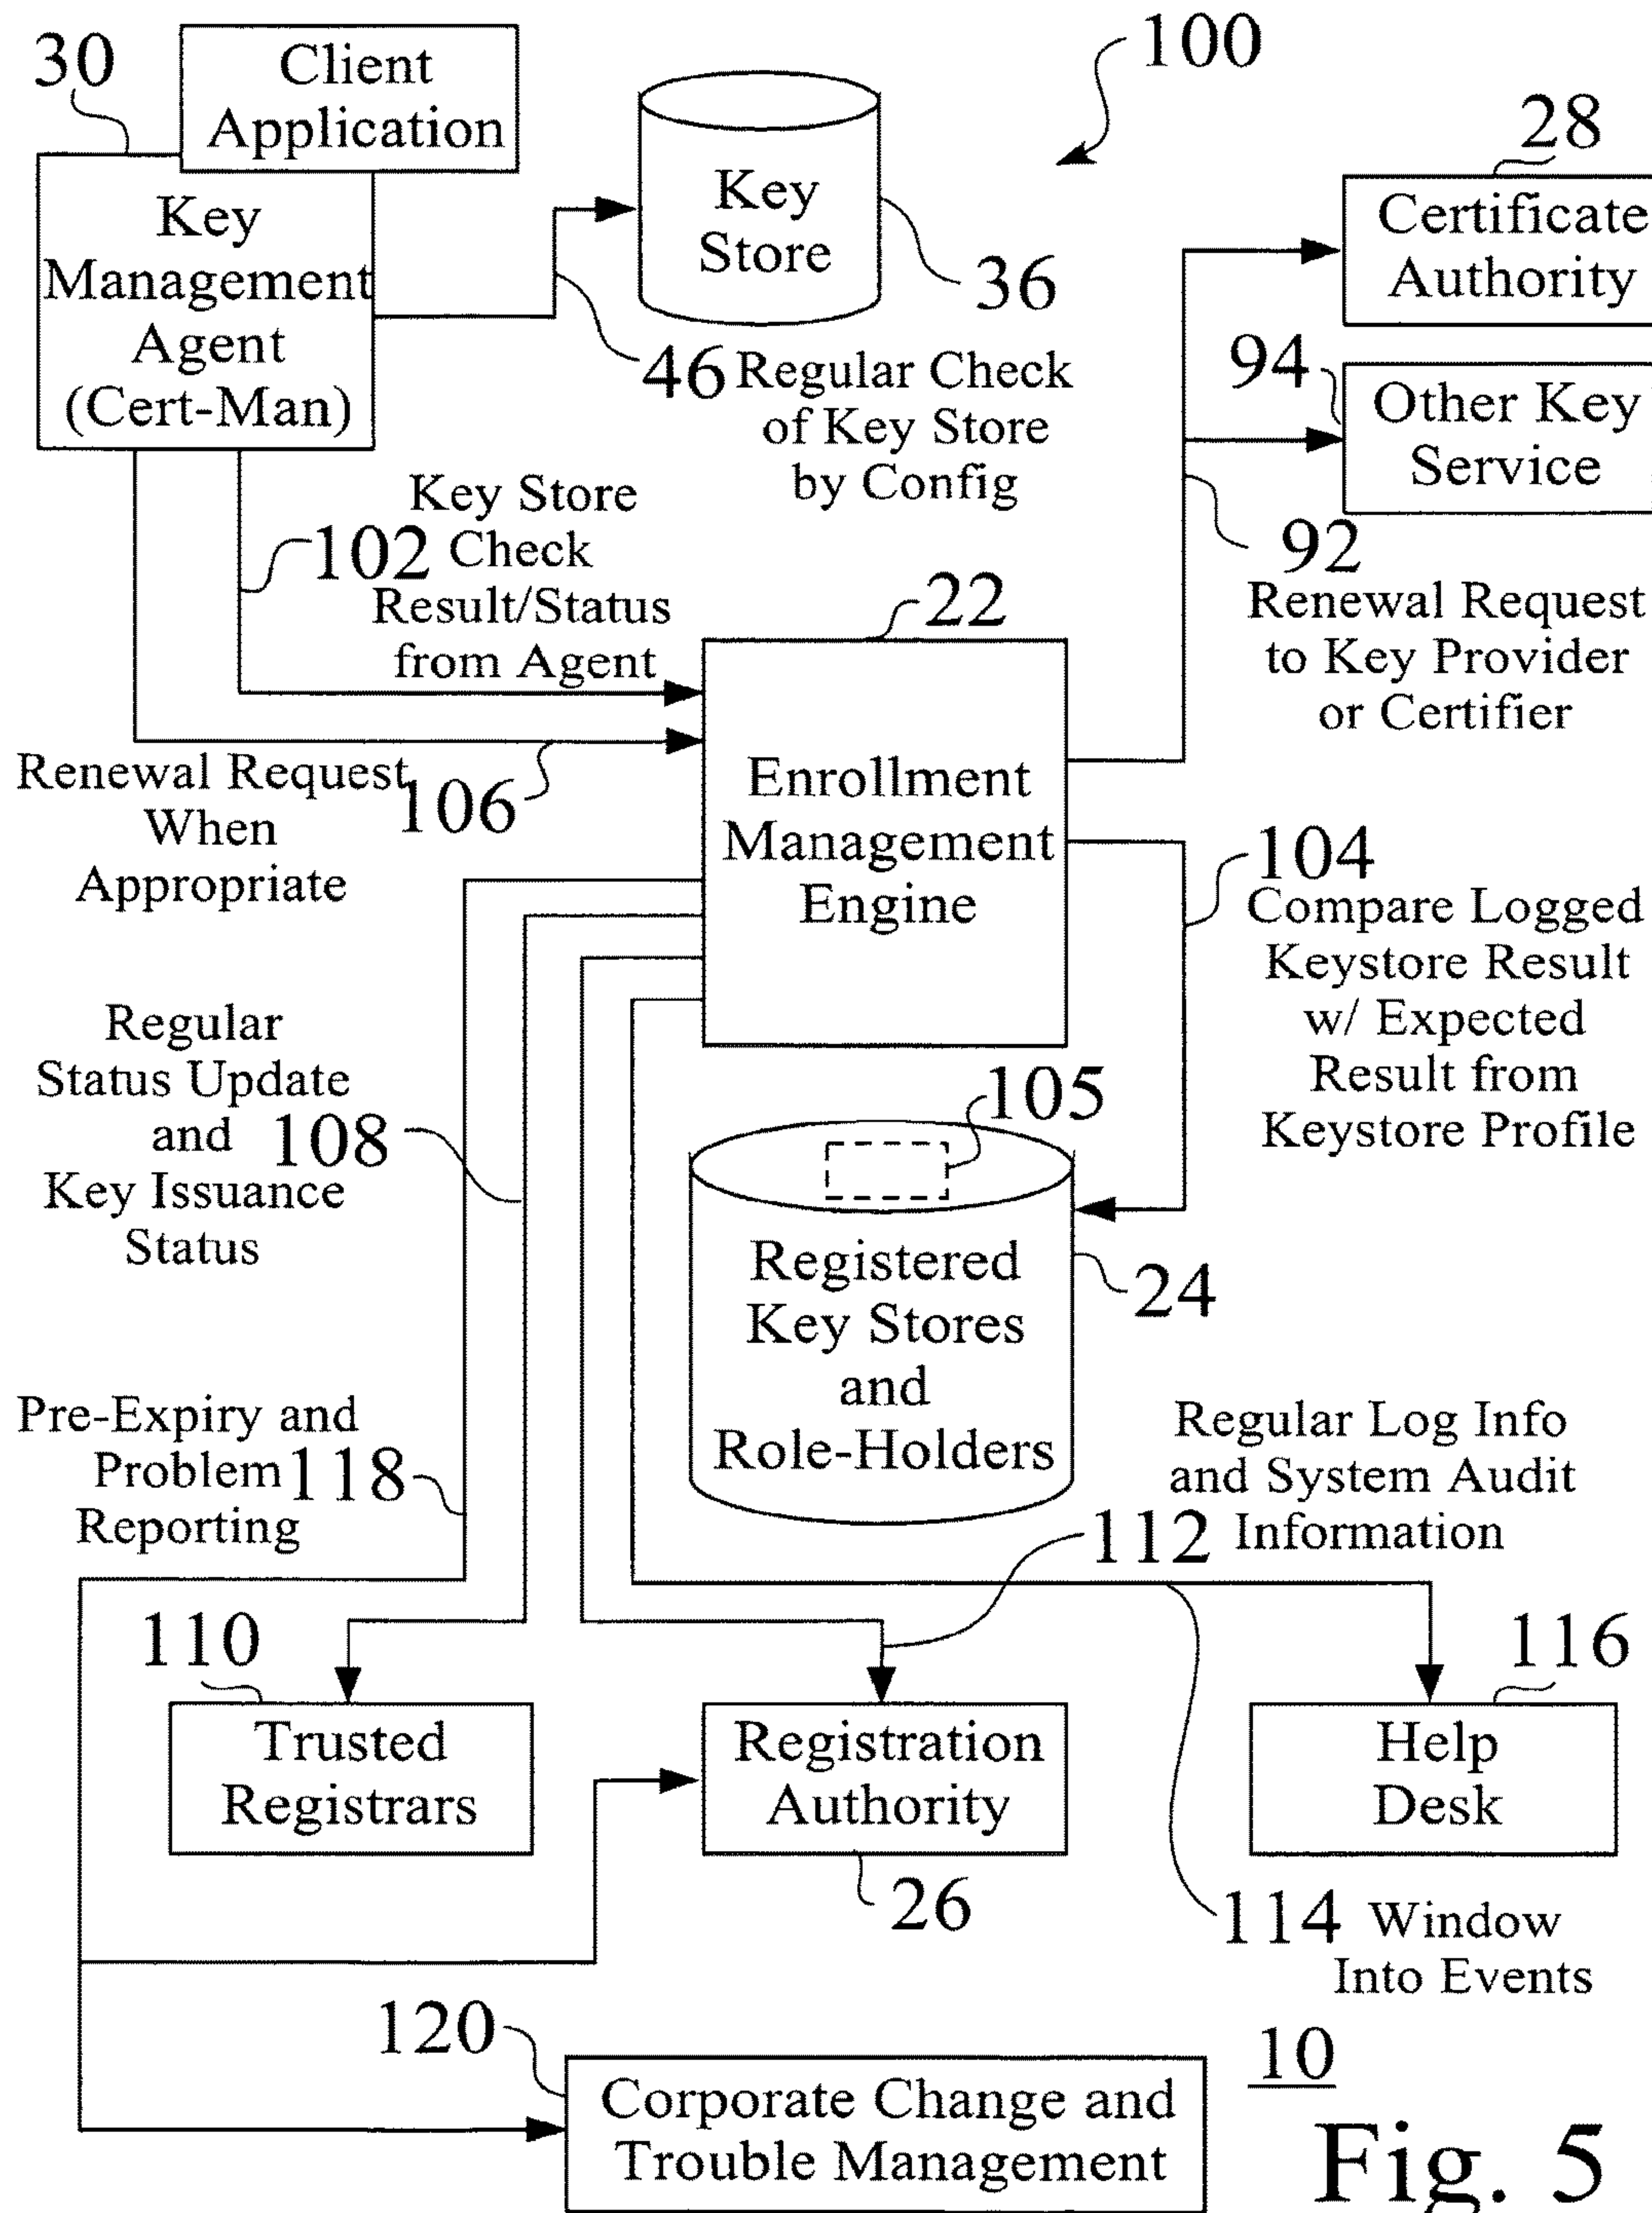 30
Client
Application
100
Key
Store
28
Certificate
Authority
Key
Management
Agent
(Cert-Man)
36
46 Regular Check
of Key Store
by Config
94
Other Key
Service
Key Store
102 Check
Result/Status
from Agent
92
Renewal Request
to Key Provider
or Certifier
22
Renewal Request
106
When
Appropriate
Enrollment
Management
Engine
104
Compare Logged
Keystore Result
w/ Expected
Result from
Keystore Profile
Regular
Status Update
and 108
Key Issuance
Status
105
Registered
Key Stores
and
Role-Holders
24
Pre-Expiry and
Problem 118
Reporting
Regular Log Info
and System Audit
112 Information
110
Trusted
Registrars
Registration
Authority
26
116
Help
Desk
114 Window
Into Events
120
Corporate Change and
Trouble Management
10
Fig. 5